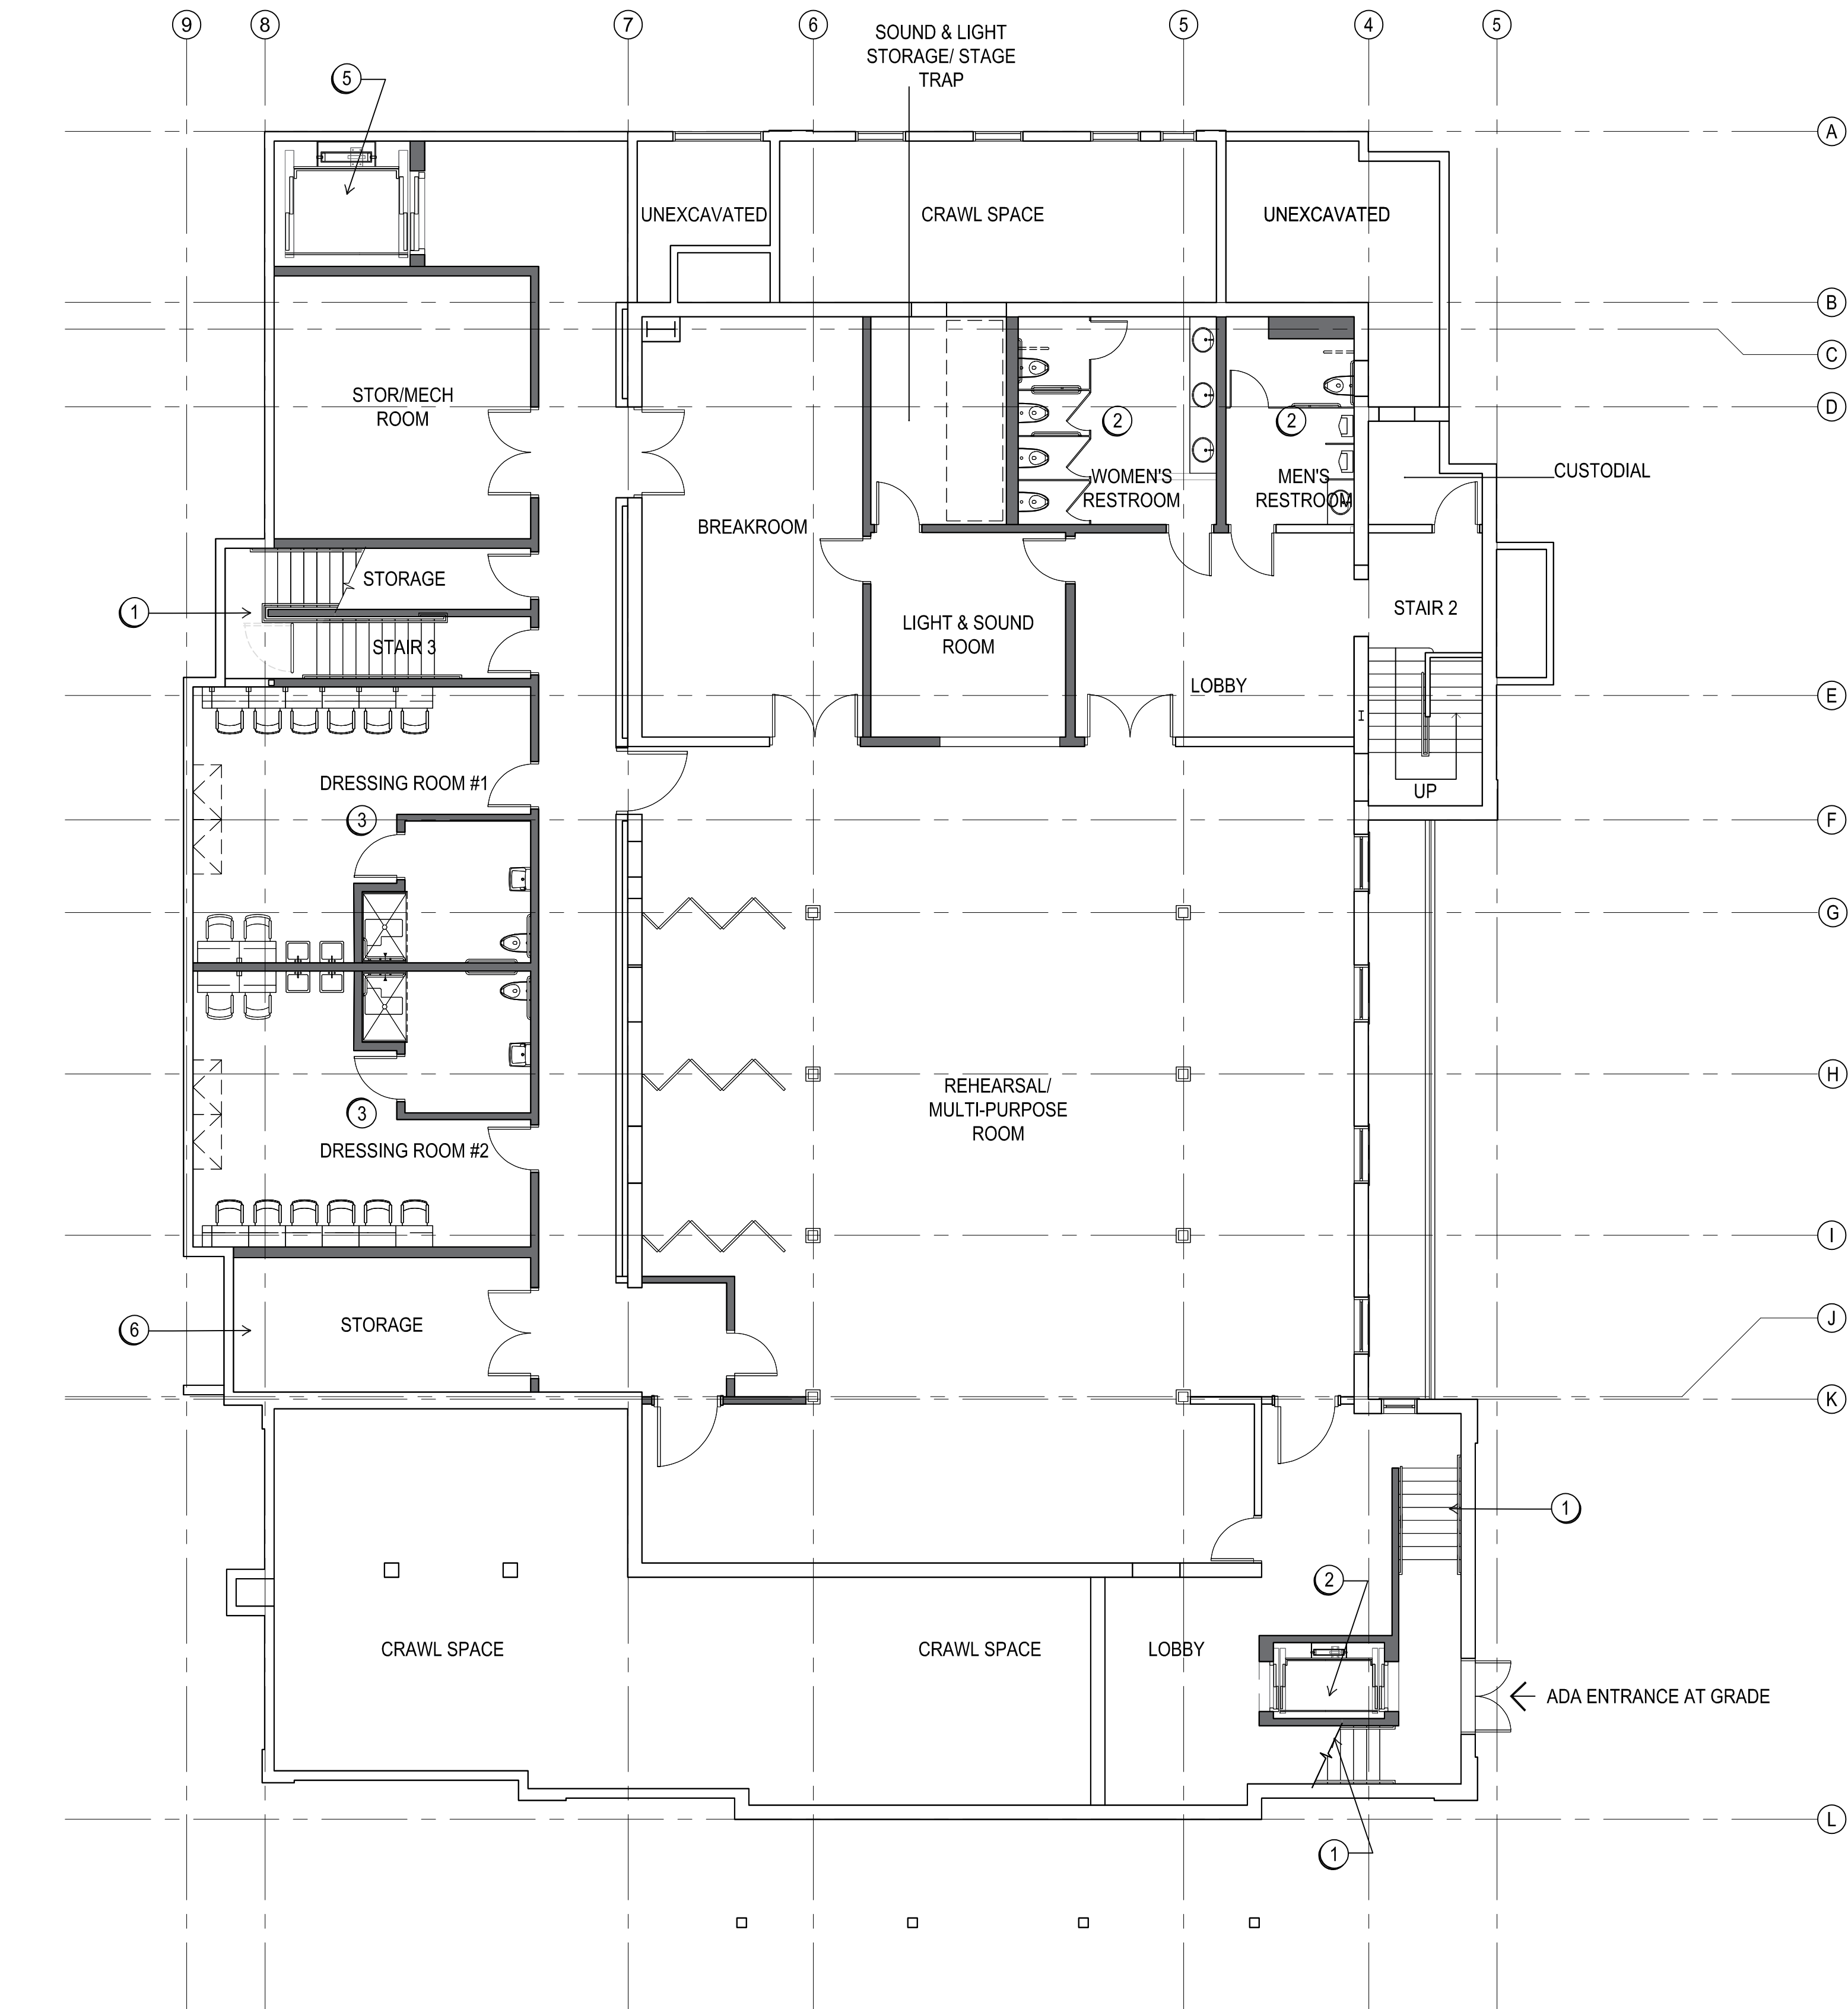 9
8
7
6
5
4
5
SOUND & LIGHT
STORAGE/ STAGE
TRAP
5
A
UNEXCAVATED
CRAWL SPACE
UNEXCAVATED
B
C
STOR/MECH
ROOM
D
2
2
CUSTODIAL
WOMEN'S
RESTROOM
MEN'S
RESTROOM
BREAKROOM
STORAGE
1
STAIR 2
LIGHT & SOUND
ROOM
STAIR 3
LOBBY
E
DRESSING ROOM #1
UP
3
F
G
H
REHEARSAL/
MULTI-PURPOSE
ROOM
3
DRESSING ROOM #2
I
J
6
STORAGE
K
1
2
CRAWL SPACE
CRAWL SPACE
LOBBY
ADA ENTRANCE AT GRADE
L
1